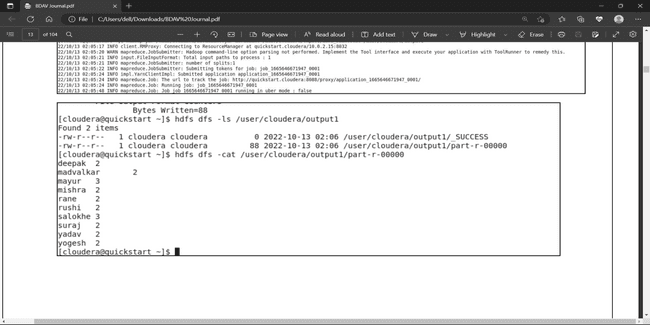 BDAV Journal.pdf
File
C:/Users/dell/Downloads/BDAV%20Journal.pdf
13 of 104
Page view
Read aloud
Add text
Draw
Highlight
Erase
22/10/13 02:05:17 INFO client.RMProxy: Connecting to ResourceManager at quickstart.cloudera/10.0.2.15:8032
22/10/13 02:05:20 WARN mapreduce.JobSubmitter: Hadoop command-line option parsing not performed. Implement the Tool interface and execute your application with ToolRunner to remedy this.
22/10/13 02:05:21 INFO input.FileInputFormat: Total input paths to process : 1
22/10/13 02:05:22 INFO mapreduce.JobSubmitter: number of splits:1
22/10/13 02:05:22 INFO mapreduce.JobSubmitter: Submitting tokens for job: job_1665646671947_0001
22/10/13 02:05:24 INFO impl.YarnClientImpl: Submitted application application_1665646671947_0001
22/10/13 02:05:24 INFO mapreduce.Job: The url to track the job: http://quickstart.cloudera:8088/proxy/application_1665646671947_0001/
22/10/13 02:05:24 INFO mapreduce.Job: Running job: job_1665646671947_0001
22/10/13 02:05:48 INFO mapreduce.Job: Job job_1665646671947_0001 running in uber mode : false
Bytes Written=88
[cloudera@quickstart ~]$ hdfs dfs -ls /user/cloudera/output1
Found 2 items
-rw-r--r-- 1 cloudera cloudera 0 2022-10-13 02:06 /user/cloudera/output1/_SUCCESS
-rw-r--r-- 1 cloudera cloudera 88 2022-10-13 02:06 /user/cloudera/output1/part-r-00000
[cloudera@quickstart ~]$ hdfs dfs -cat /user/cloudera/output1/part-r-00000
deepak 2
madvalkar 2
mayur 3
mishra 2
rane 2
rushi 2
salokhe 3
suraj 2
yadav 2
yogesh 2
[cloudera@quickstart ~]$